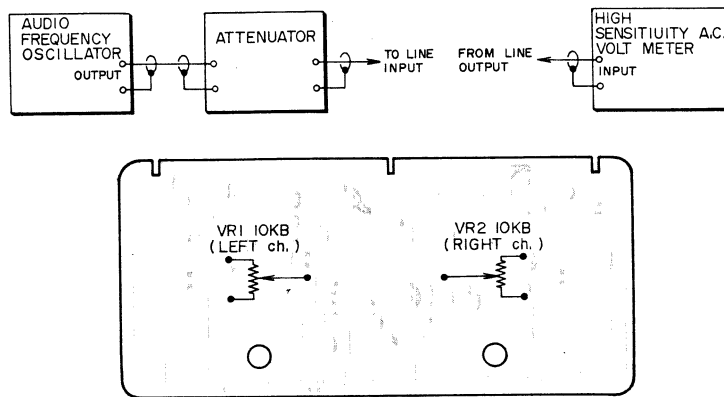 AUDIO
FREQUENCY
OSCILLATOR
OUTPUT
ATTENUATOR
TO LINE
INPUT
FROM LINE
OUTPUT
HIGH
SENSITIVITY A.C.
VOLT METER
INPUT
VR1 10KB
(LEFT ch.)
VR2 10KB
(RIGHT ch.)